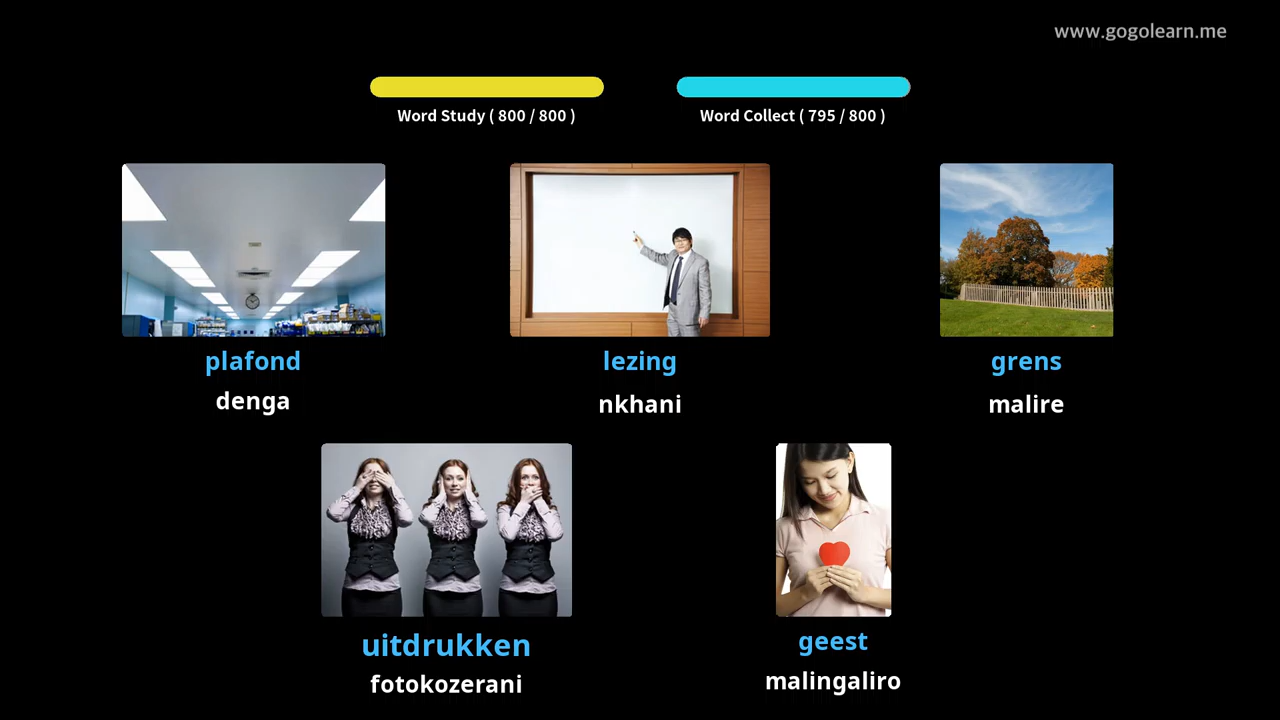 www.gogolearn.me
Word Study ( 800 / 800 )
Word Collect ( 795 / 800 )
plafond
lezing
grens
denga
nkhani
malire
uitdrukken
geest
fotokozerani
malingaliro